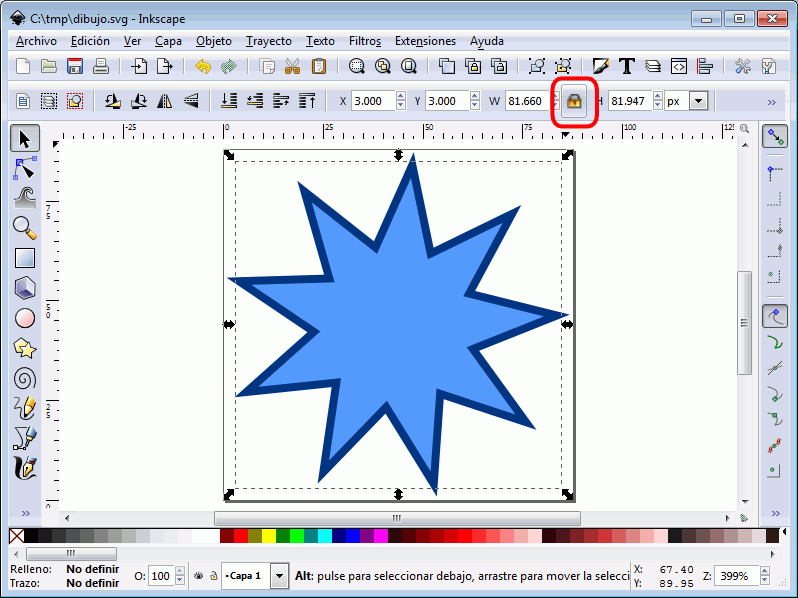 C:\tmp\dibujo.svg - Inkscape
Archivo Edición Ver Capa Objeto Trayecto Texto Filtros Extensiones Ayuda
X 3.000 Y 3.000 W 81.660 H 81.947 px »
-25 0 25 50 75 100 125
75
50
25
0
» »
Relleno: No definir
Trazo: No definir
O: 100
•Capa 1
Alt: pulse para seleccionar debajo, arrastre para mover la selecci
X: 67.40
Y: 89.95
Z: 399%